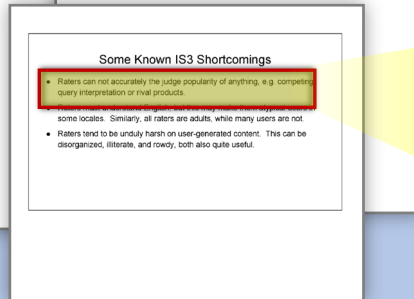 Some Known IS3 Shortcomings
• Raters can not accurately the judge popularity of anything, e.g. competing
query interpretation or rival products.
some locales. Similarly, all raters are adults, while many users are not.
• Raters tend to be unduly harsh on user-generated content. This can be
disorganized, illiterate, and rowdy, both also quite useful.